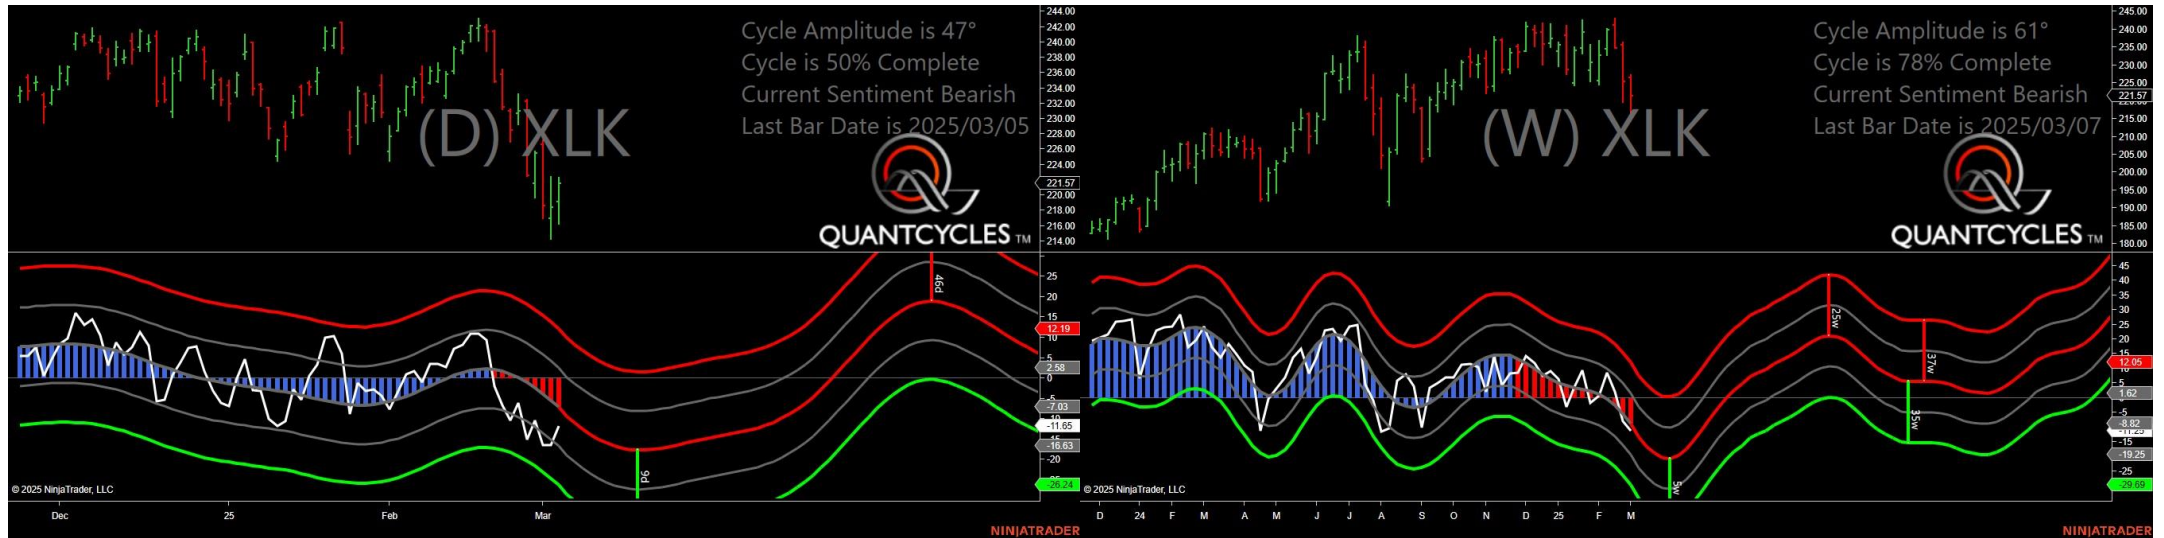 Cycle Amplitude is 47°
Cycle is 50% Complete
Current Sentiment Bearish
Last Bar Date is 2025/03/05
(D) XLK
QUANTCYCLES TM
244.00
242.00
240.00
238.00
236.00
234.00
232.00
230.00
228.00
226.00
224.00
221.57
220.00
218.00
216.00
214.00
46d
9d
25
20
15
12.19
10
5
2.58
0
-5
-7.03
-11.65
-16.63
-20
-26.24
© 2025 NinjaTrader, LLC
Dec
25
Feb
Mar
NINJATRADER
Cycle Amplitude is 61°
Cycle is 78% Complete
Current Sentiment Bearish
Last Bar Date is 2025/03/07
(W) XLK
QUANTCYCLES TM
245.00
240.00
235.00
230.00
225.00
221.57
215.00
210.00
205.00
200.00
195.00
190.00
185.00
180.00
25w
37w
35w
5w
45
40
35
30
25
20
15
12.05
5
1.62
-5
-8.82
-15
-19.25
-25
-29.69
© 2025 NinjaTrader, LLC
D
24
F
M
A
M
J
J
A
S
O
N
D
25
F
M
NINJATRADER